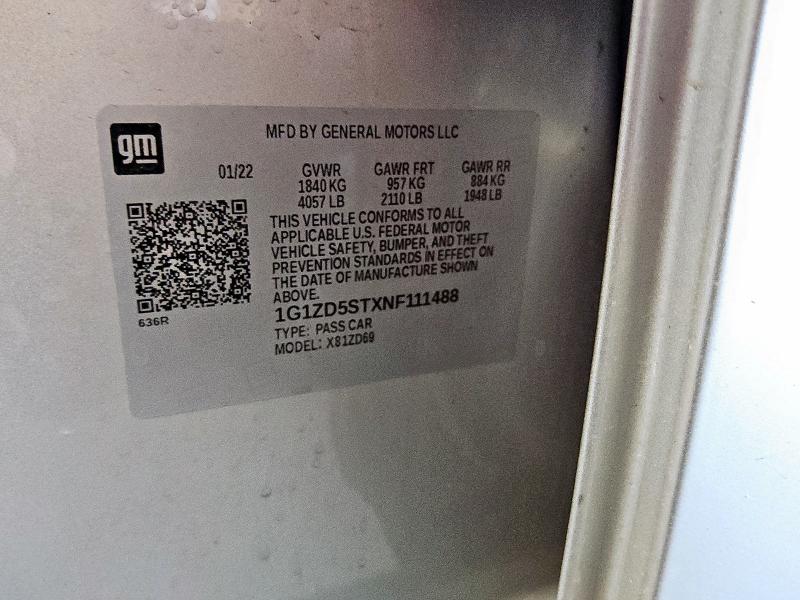 gm
MFD BY GENERAL MOTORS LLC
01/22 GVWR GAWR FRT GAWR RR
1840 KG 957 KG 884 KG
4057 LB 2110 LB 1948 LB
THIS VEHICLE CONFORMS TO ALL
APPLICABLE U.S. FEDERAL MOTOR
VEHICLE SAFETY, BUMPER, AND THEFT
PREVENTION STANDARDS IN EFFECT ON
THE DATE OF MANUFACTURE SHOWN
ABOVE.
1G1ZD5STXNF111488
636R
TYPE: PASS CAR
MODEL: X81ZD69